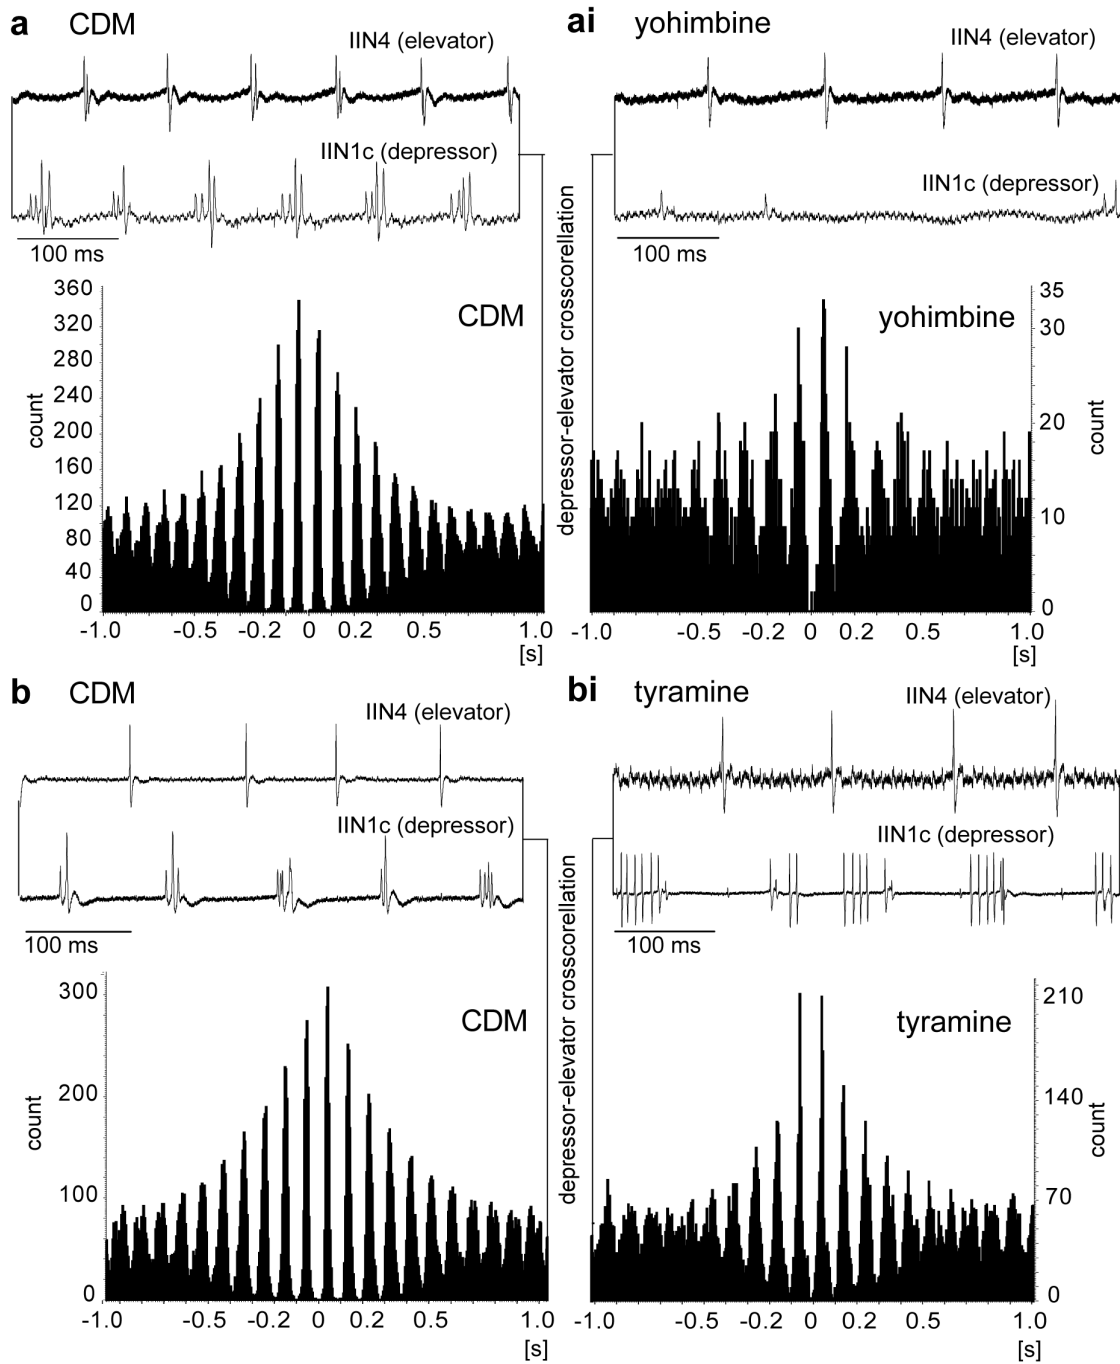 a CDM
IIN4 (elevator)
IIN1c (depressor)
100 ms
CDM
360
320
280
240
200
160
120
80
40
0
count
-1.0 -0.5 -0.2 0 0.2 0.5 1.0
[s]
depressor-elevator crosscorellation
ai yohimbine
IIN4 (elevator)
IIN1c (depressor)
100 ms
yohimbine
35
30
20
10
0
count
-1.0 -0.5 -0.2 0 0.2 0.5 1.0
[s]
b CDM
IIN4 (elevator)
IIN1c (depressor)
100 ms
CDM
300
200
100
0
count
-1.0 -0.5 -0.2 0 0.2 0.5 1.0
[s]
depressor-elevator crosscorellation
bi tyramine
IIN4 (elevator)
IIN1c (depressor)
100 ms
tyramine
210
140
70
0
count
-1.0 -0.5 -0.2 0 0.2 0.5 1.0
[s]